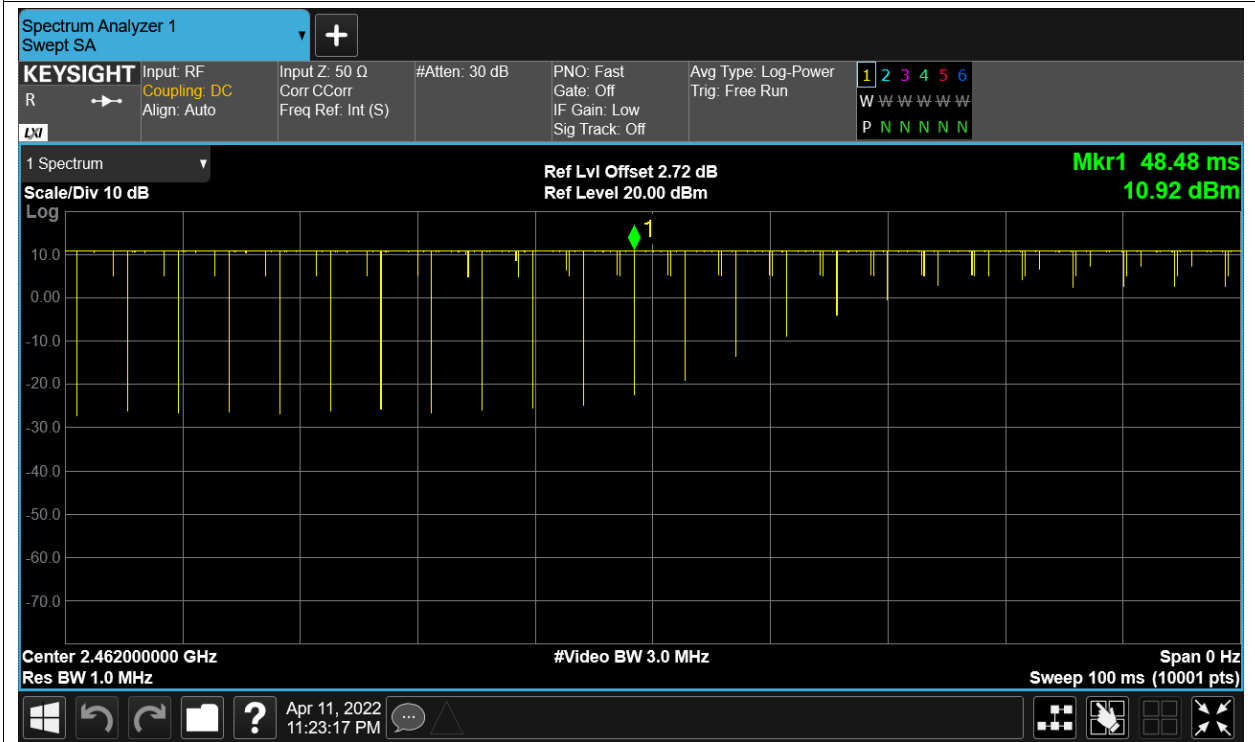 Spectrum Analyzer 1
Swept SA
KEYSIGHT
R
LXI
Input: RF
Coupling: DC
Align: Auto
Input Z: 50 Ω
Corr CCorr
Freq Ref: Int (S)
#Atten: 30 dB
PNO: Fast
Gate: Off
IF Gain: Low
Sig Track: Off
Avg Type: Log-Power
Trig: Free Run
1 2 3 4 5 6
W W W W W W
P N N N N N
1 Spectrum
Scale/Div 10 dB
Ref Lvl Offset 2.72 dB
Ref Level 20.00 dBm
Mkr1 48.48 ms
10.92 dBm
Log
1
10.0
0.00
-10.0
-20.0
-30.0
-40.0
-50.0
-60.0
-70.0
Center 2.462000000 GHz
Res BW 1.0 MHz
#Video BW 3.0 MHz
Span 0 Hz
Sweep 100 ms (10001 pts)
?
Apr 11, 2022
11:23:17 PM